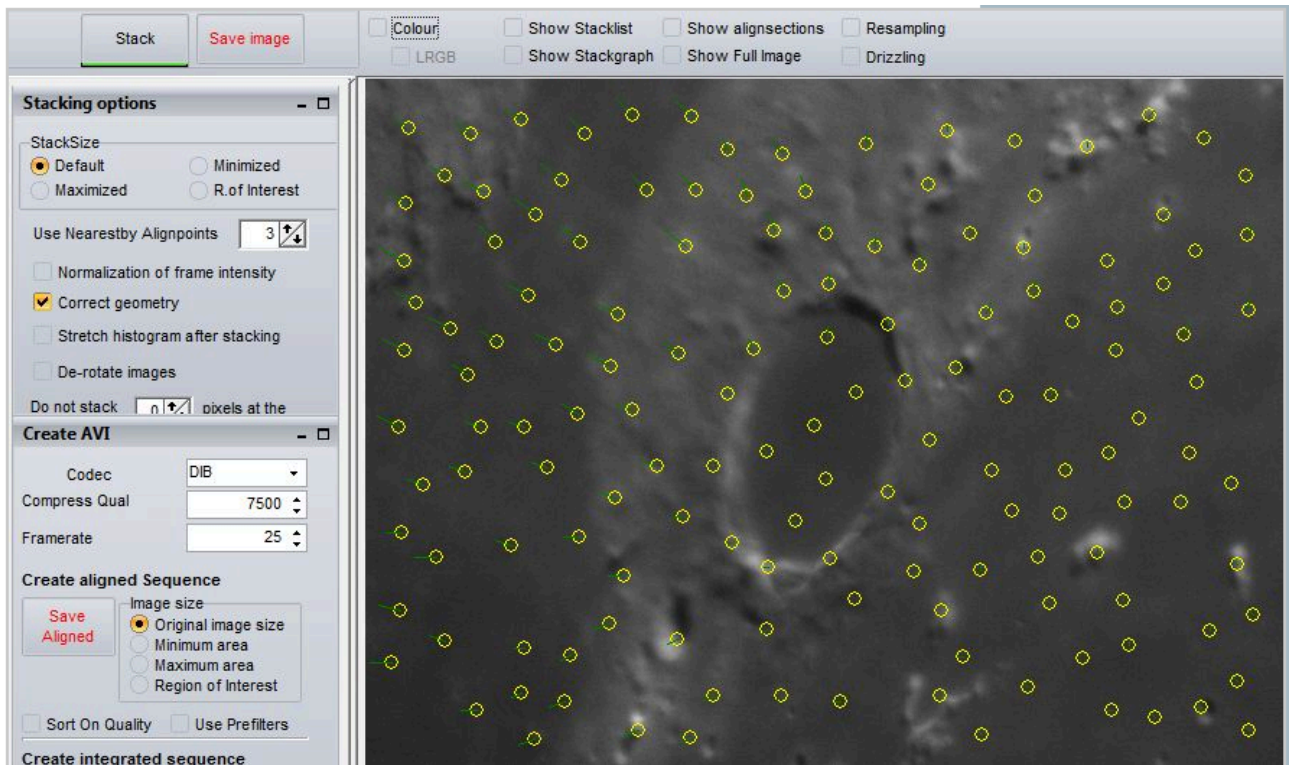 Stack
Save image
Colour
Show Stacklist
Show alignsections
Resampling
LRGB
Show Stackgraph
Show Full Image
Drizzling
Stacking options
StackSize
Default
Minimized
Maximized
R.of Interest
Use Nearestby Alignpoints 3
Normalization of frame intensity
Correct geometry
Stretch histogram after stacking
De-rotate images
Do not stack 0 pixels at the
Create AVI
Codec DIB
Compress Qual 7500
Framerate 25
Create aligned Sequence
Save
Aligned
Image size
Original image size
Minimum area
Maximum area
Region of Interest
Sort On Quality
Use Prefilters
Create integrated sequence